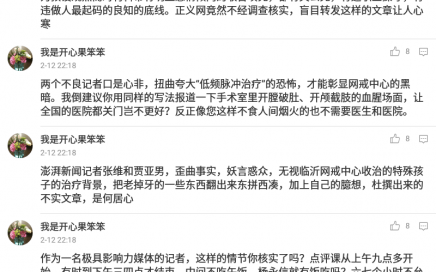 违做人最起码的良知的底线。正义网竟然不经调查核实，盲目转发这样的文章让人心
寒
我是开心果笨笨
8
2-12 22:18
两个不良记者口是心非，扭曲夸大“低频脉冲治疗”的恐怖，才能彰显网戒中心的黑
暗。我倒建议你用同样的写法报道一下手术室里开膛破肚、开颅截肢的血腥场面，让
全国的医院都关门岂不更好？反正像您这样不食人间烟火的也不需要医生和医院。
我是开心果笨笨
8
2-12 22:18
澎湃新闻记者张维和贾亚男，歪曲事实，妖言惑众，无视临沂网戒中心收治的特殊孩
子的治疗背景，把老掉牙的一些东西翻出来东拼西凑，加上自己的臆想，杜撰出来的
不实文章，是何居心
我是开心果笨笨
8
2-12 22:18
作为一名极具影响力媒体的记者，这样的情节你核实了吗？点评课从上午九点多开